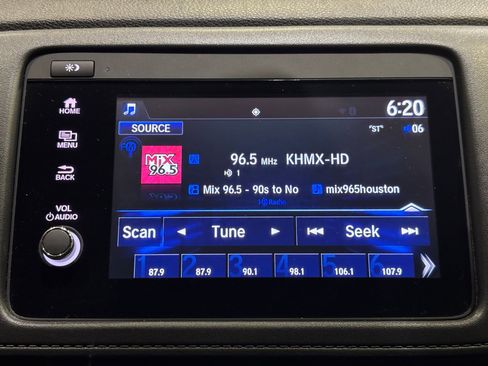 6:20
HOME
SOURCE
"ST"
06
MENU
MiX
96.5
96.5 MHz KHMX-HD
1
BACK
Mix 96.5 - 90s to No
mix965houston
HD Radio
VOL
AUDIO
Scan
Tune
Seek
1 2 3 4 5 6
87.9 87.9 90.1 98.1 106.1 107.9